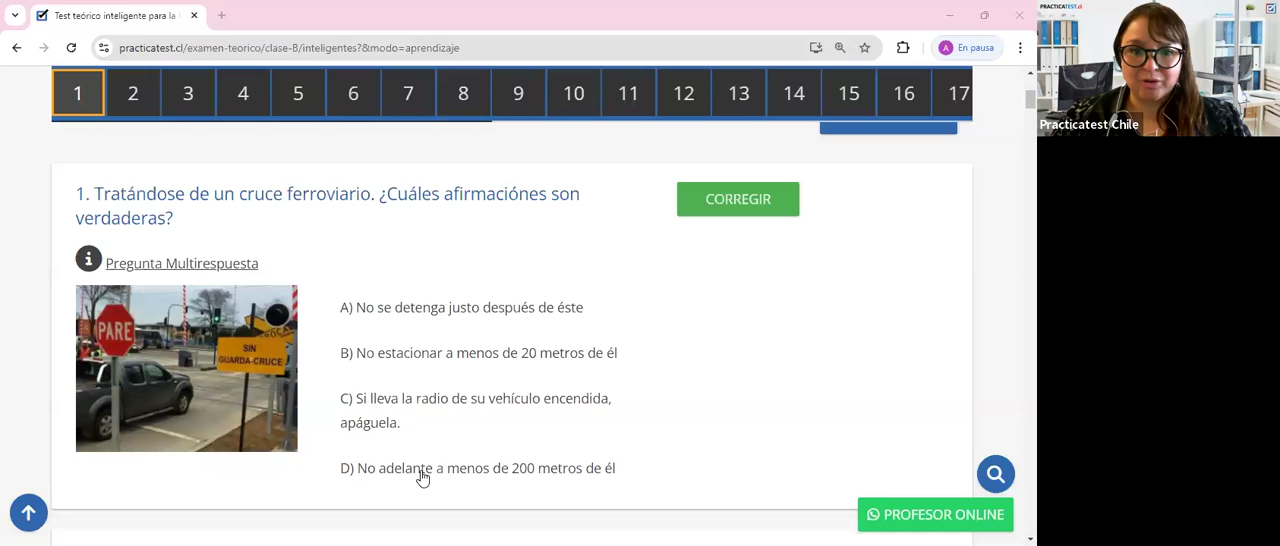 Test teórico inteligente para la
practicatest.cl/examen-teorico/clase-B/inteligentes?&modo=aprendizaje
A
En pausa
PRACTICATEST.cl
Practicatest Chile
1 2 3 4 5 6 7 8 9 10 11 12 13 14 15 16 17
1. Tratándose de un cruce ferroviario. ¿Cuáles afirmaciónes son
verdaderas?
CORREGIR
i Pregunta Multirespuesta
PARE
SIN
GUARDA-CRUCE
A) No se detenga justo después de éste
B) No estacionar a menos de 20 metros de él
C) Si lleva la radio de su vehículo encendida,
apáguela.
D) No adelante a menos de 200 metros de él
PROFESOR ONLINE